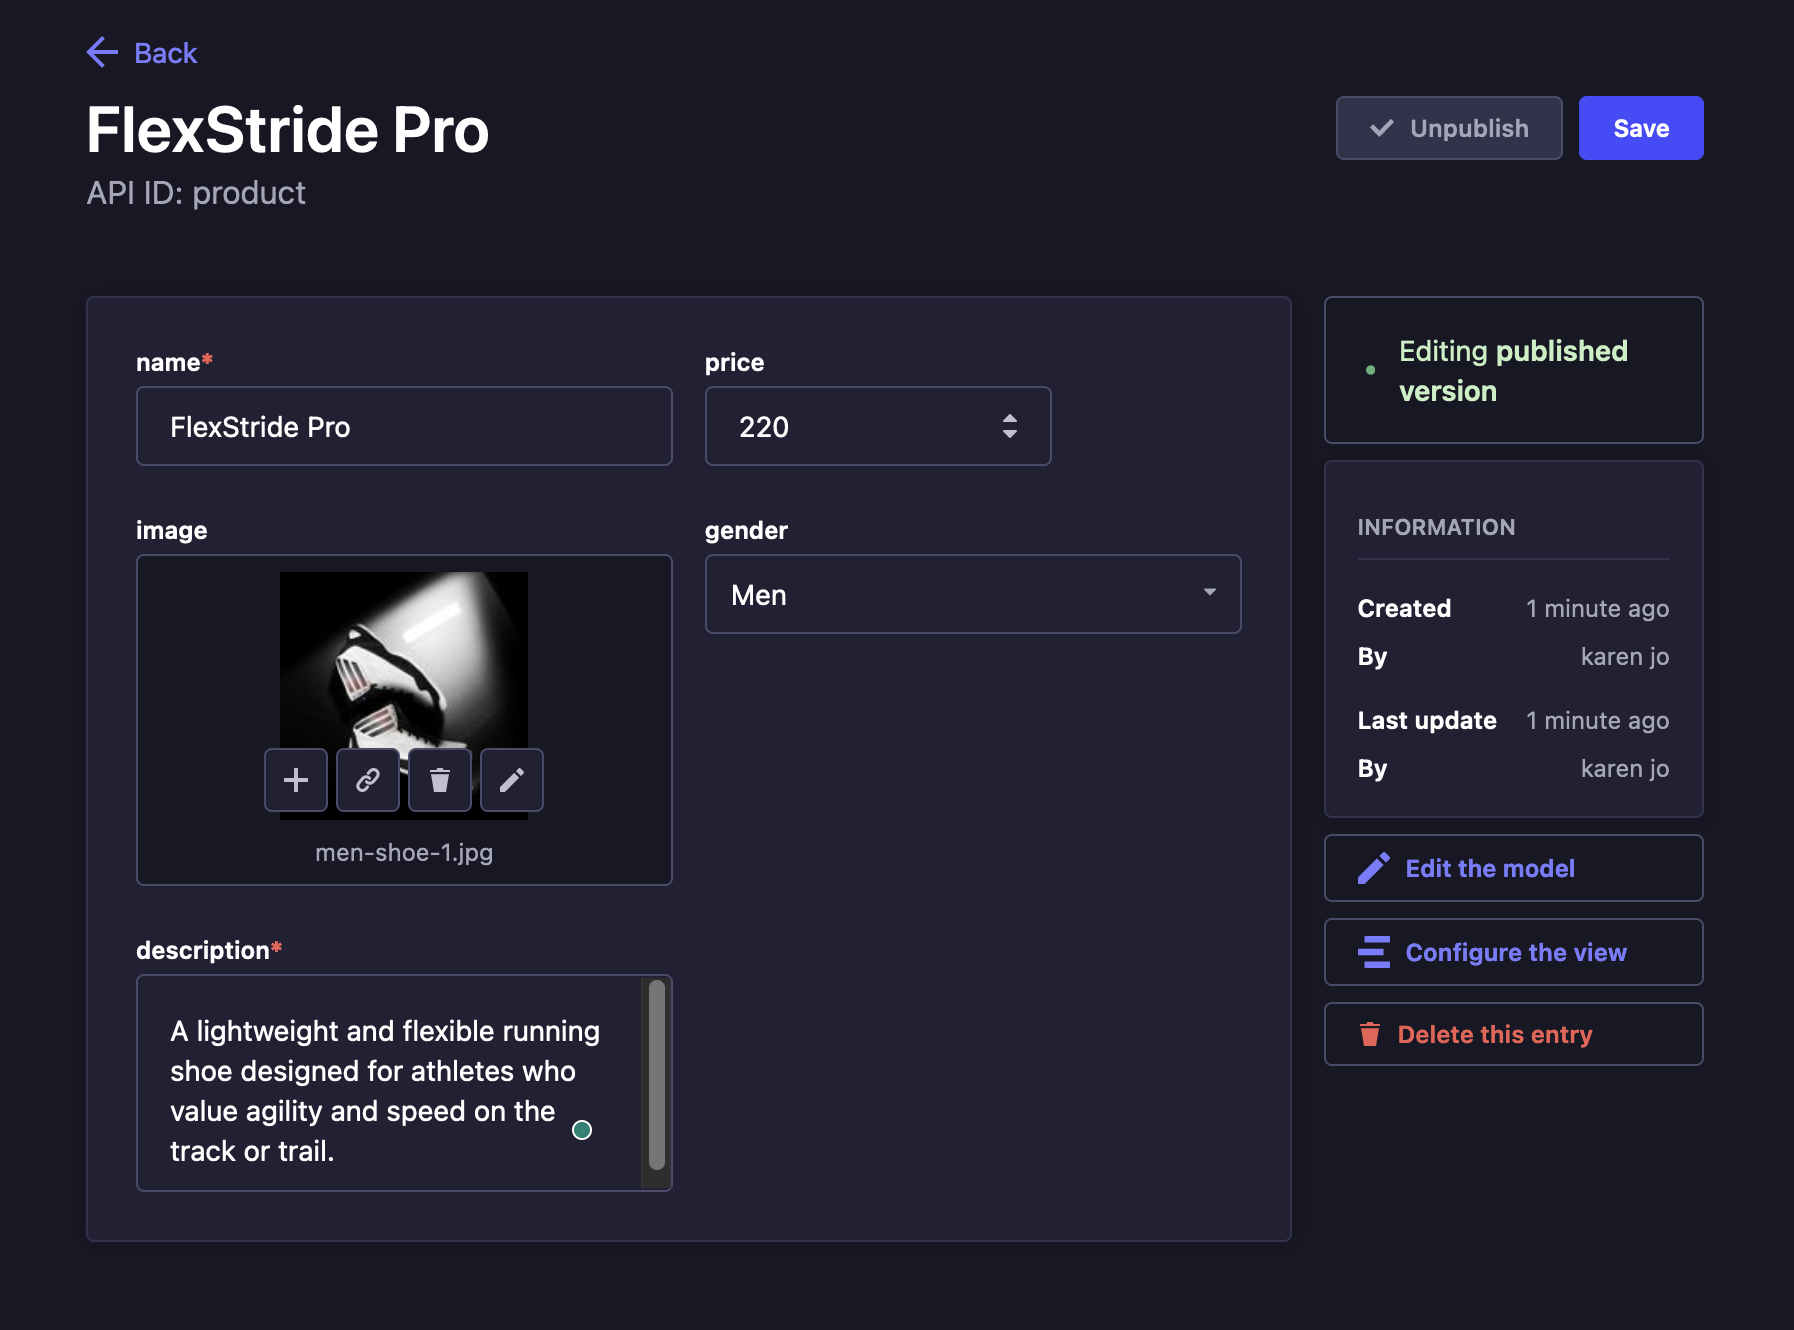 Back
FlexStride Pro
API ID: product
Unpublish
Save
name*
FlexStride Pro
price
220
image
men-shoe-1.jpg
gender
Men
description*
A lightweight and flexible running
shoe designed for athletes who
value agility and speed on the
track or trail.
Editing published
version
INFORMATION
Created 1 minute ago
By karen jo
Last update 1 minute ago
By karen jo
Edit the model
Configure the view
Delete this entry